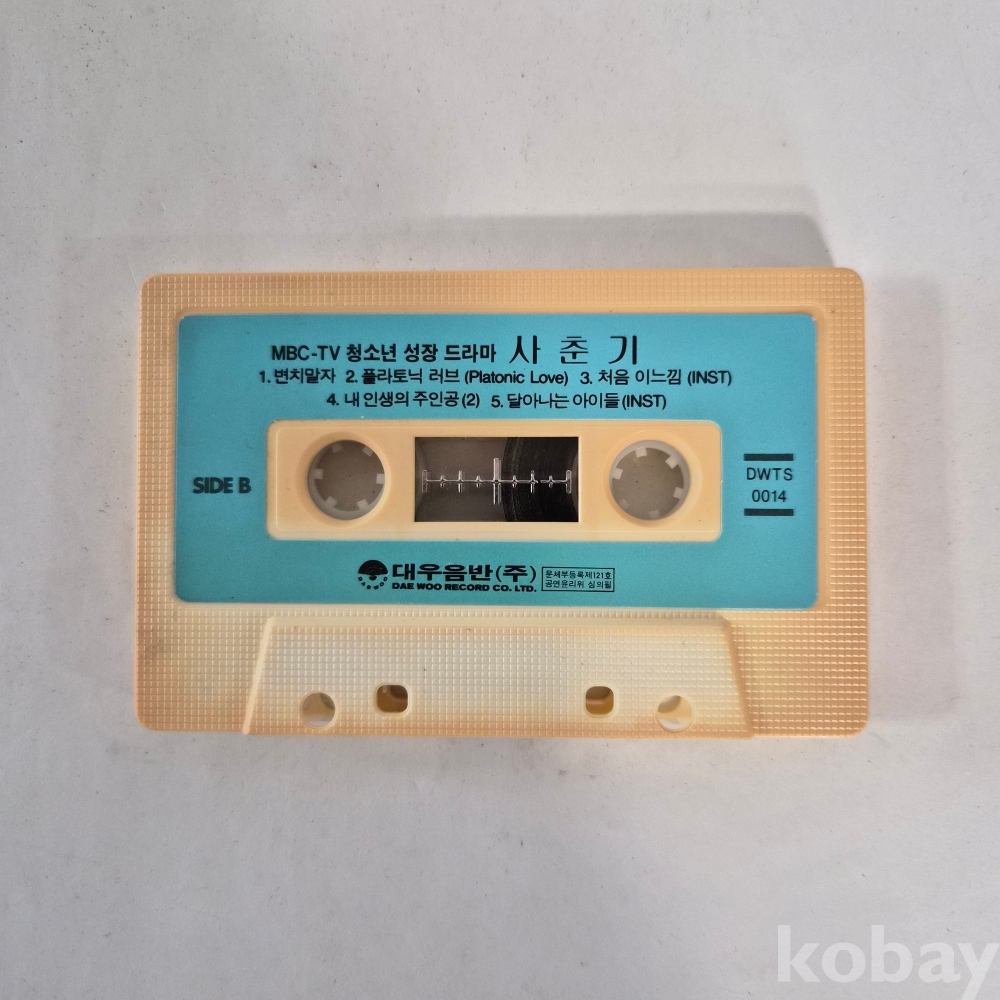 MBC-TV 청소년 성장 드라마 사 춘 기
1. 변치말자 2. 플라토닉 러브 (Platonic Love) 3. 처음 이느낌 (INST)
4. 내 인생의 주인공 (2) 5. 달아나는 아이들 (INST)
SIDE B
DWTS
0014
대우음반(주)
DAE WOO RECORD CO. LTD.
문세부등록제121호
공연윤리위 심의필
kobay